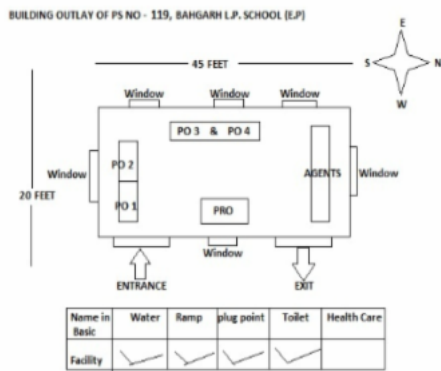 BUILDING OUTLAY OF PS NO - 119, BAHGARH L.P. SCHOOL (E.P)
E
S
N
W
45 FEET
Window
Window
Window
PO 3 & PO 4
Window
PO 2
AGENTS
Window
20 FEET
PO 1
PRO
Window
ENTRANCE
EXIT
Name in Basic Water Ramp plug point Toilet Health Care
Facility